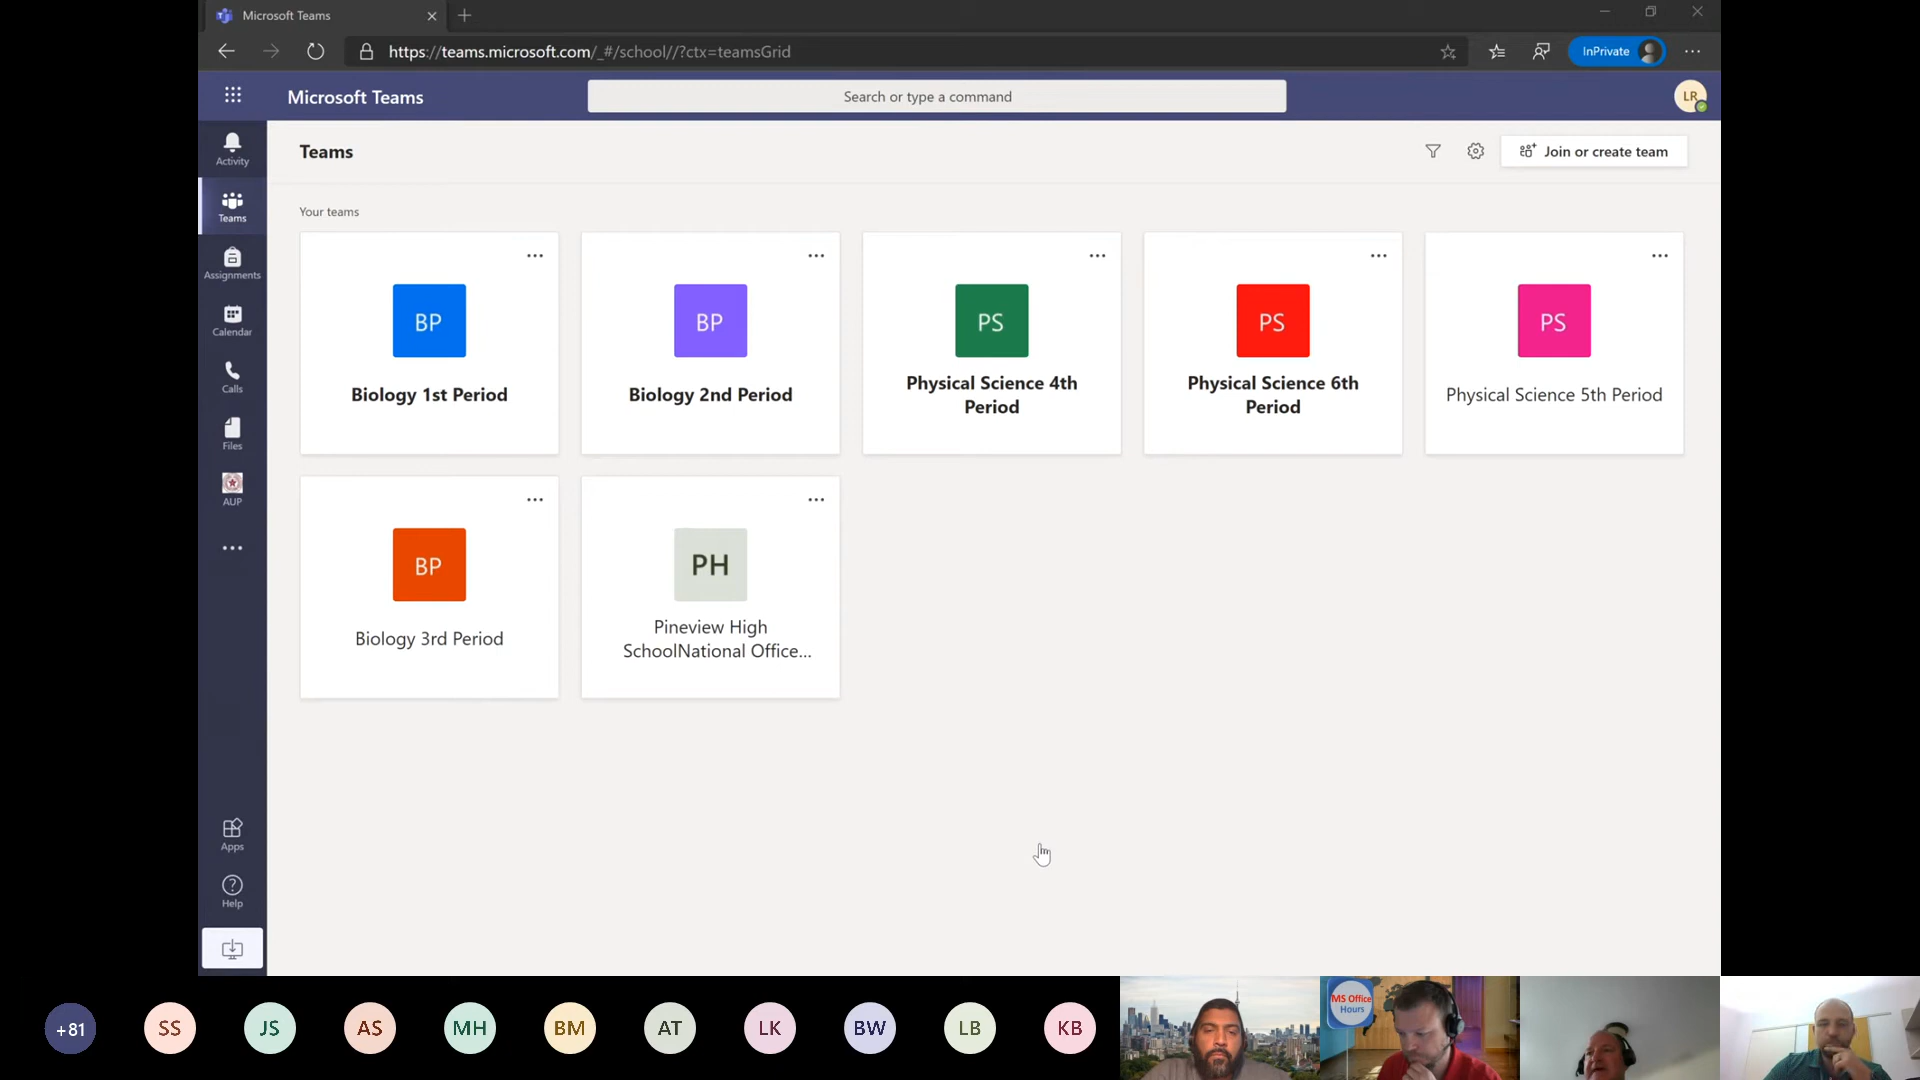 Microsoft Teams
https://teams.microsoft.com/_#/school//?ctx=teamsGrid
InPrivate
Microsoft Teams
Search or type a command
LR
Activity
Teams
Assignments
Calendar
Calls
Files
AUP
Apps
Help
Teams
Join or create team
Your teams
BP
Biology 1st Period
BP
Biology 2nd Period
PS
Physical Science 4th
Period
PS
Physical Science 6th
Period
PS
Physical Science 5th Period
BP
Biology 3rd Period
PH
Pineview High
SchoolNational Office...
+81
SS
JS
AS
MH
BM
AT
LK
BW
LB
KB
MS Office
Hours